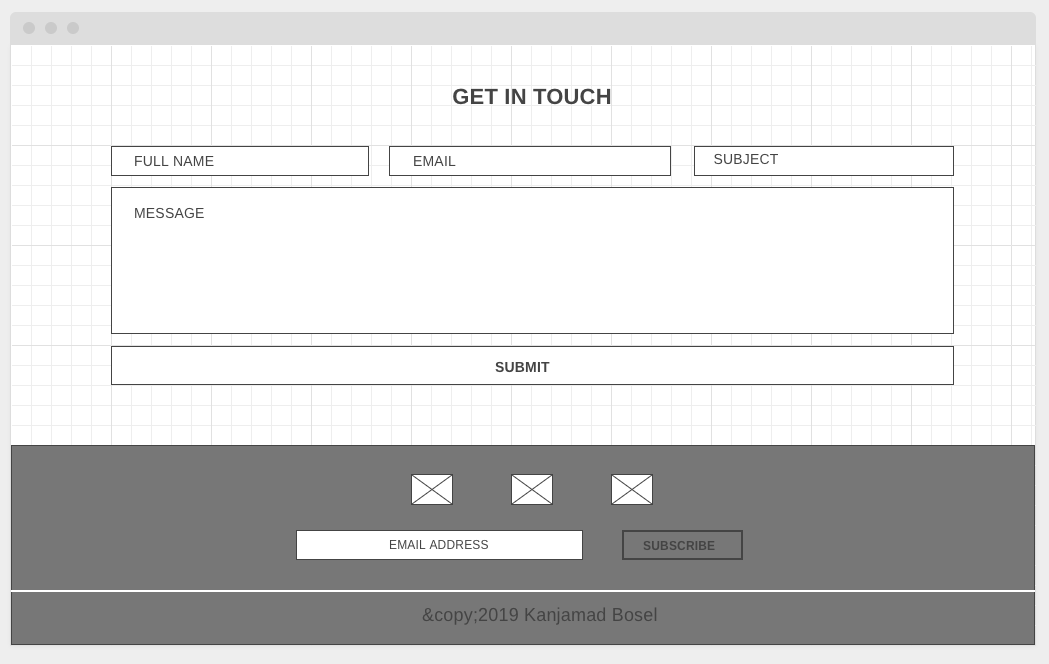 GET IN TOUCH
FULL NAME
EMAIL
SUBJECT
MESSAGE
SUBMIT
EMAIL ADDRESS
SUBSCRIBE
&copy;2019 Kanjamad Bosel